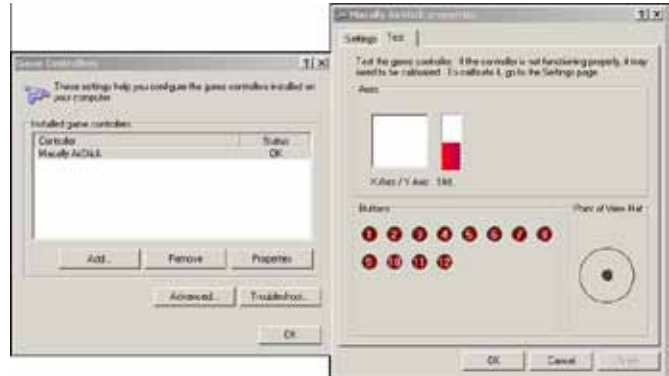 Game Controllers
These settings help you configure the game controllers installed on
your computer.
Installed game controllers
Controller Status
Macally AirStick OK
Add...
Remove
Properties
Advanced...
Troubleshoot...
OK
Macally AirStick properties
Settings
Test
Test the game controller. If the controller is not functioning properly, it may
need to be calibrated. To calibrate it, go to the Settings page.
Axes
X Axis / Y Axis
Buttons
Point of View Hat
1 2 3 4 5 6 7 8
9 10 11 12
OK
Cancel
Apply